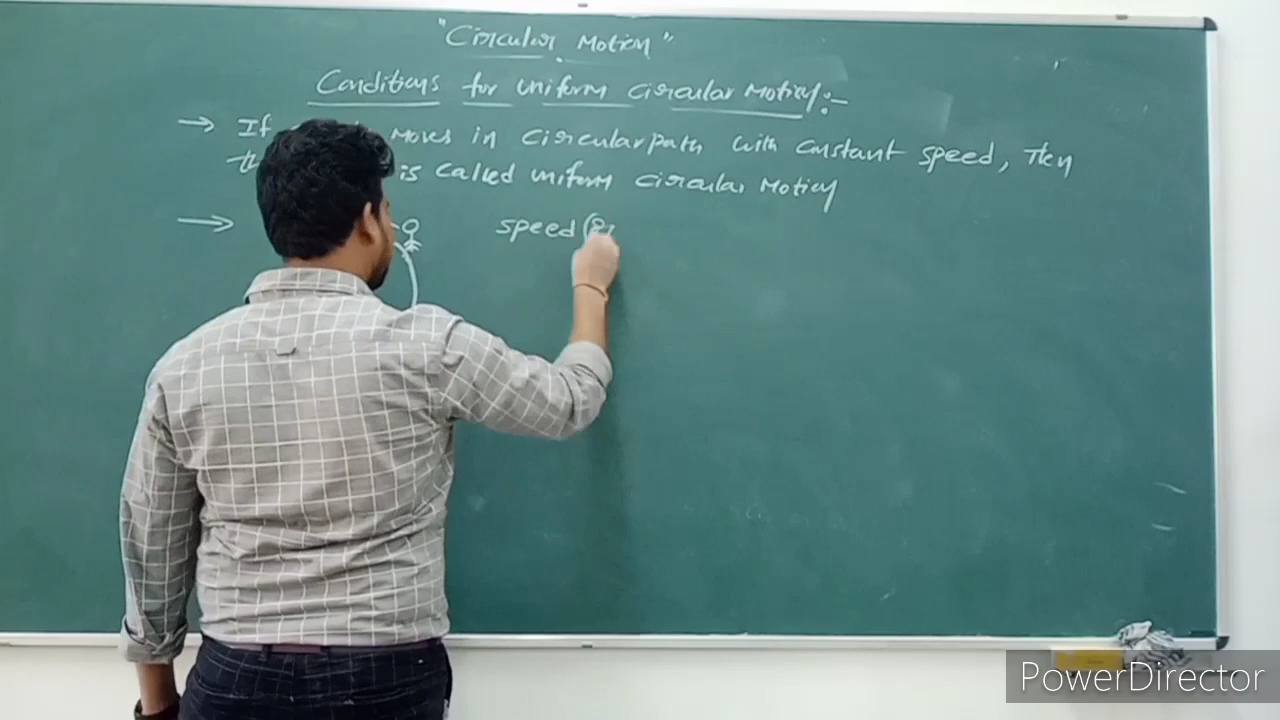 "Circular Motion"
Conditions for uniform circular Motion:-
→ If moves in circular path with constant speed, Then
is called uniform circular Motion
→ speed (
PowerDirector